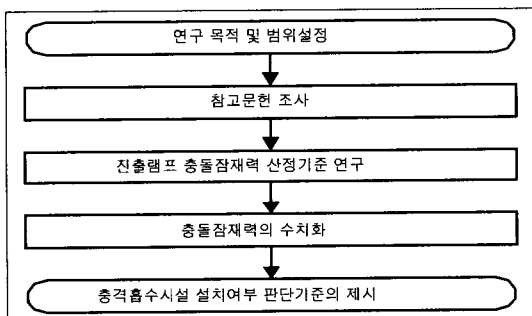 연구 목적 및 범위설정
참고문헌 조사
진출램프 충돌잠재력 산정기준 연구
충돌잠재력의 수치화
충격흡수시설 설치여부 판단기준의 제시